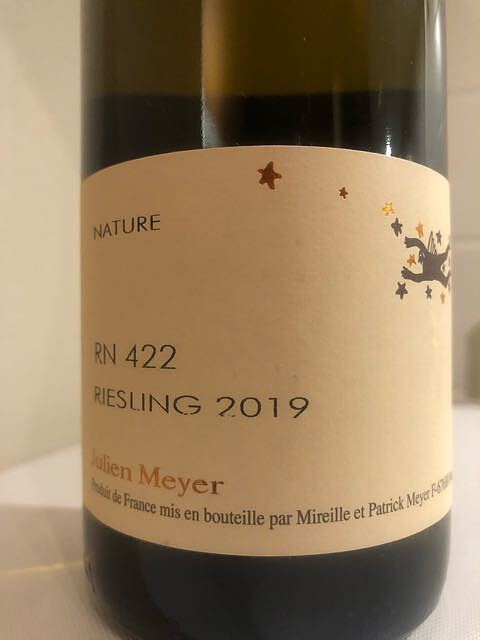 NATURE
RN 422
RIESLING 2019
Julien Meyer
Produit de France mis en bouteille par Mireille et Patrick Meyer